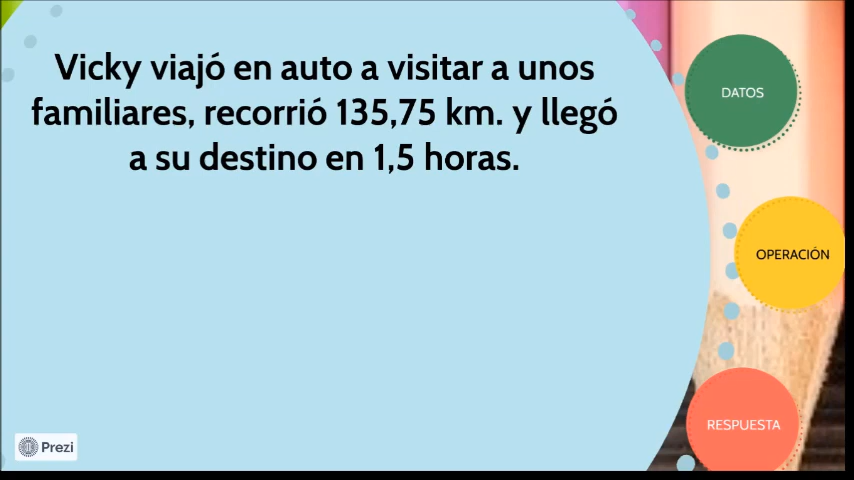 Vicky viajó en auto a visitar a unos
familiares, recorrió 135,75 km. y llegó
a su destino en 1,5 horas.
DATOS
OPERACIÓN
RESPUESTA
Prezi